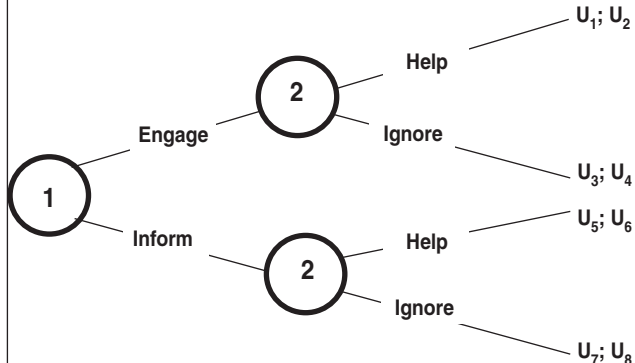 U₁; U₂
Help
2
Engage
Ignore
U₃; U₄
1
U₅; U₆
Inform
Help
2
Ignore
U₇; U₈